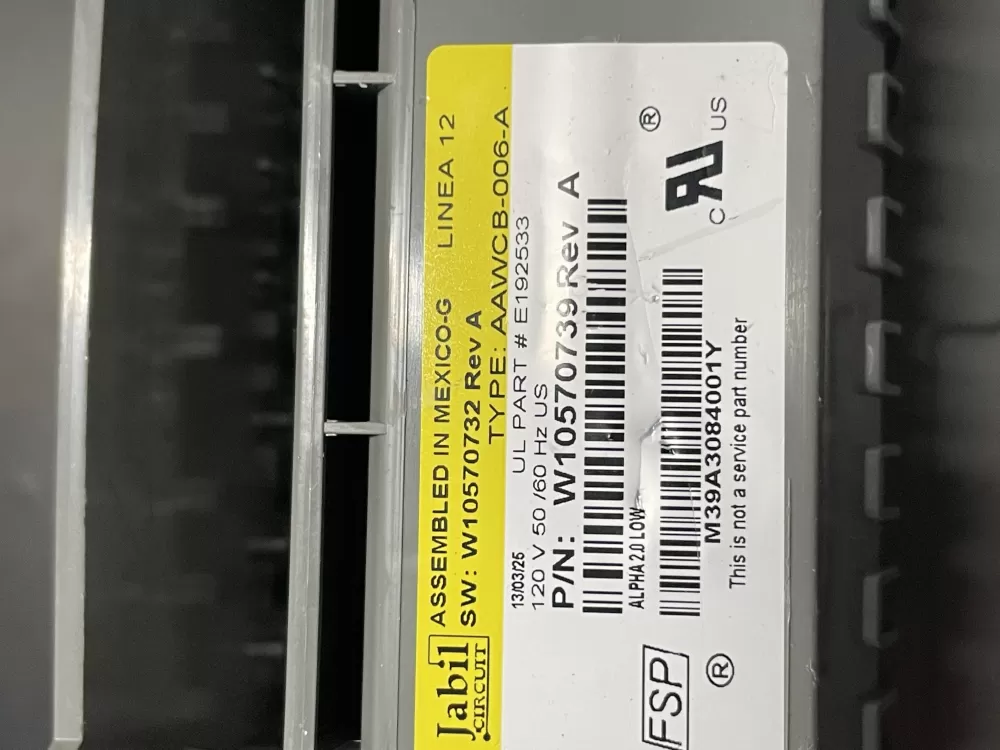 Jabil
CIRCUIT
ASSEMBLED IN MEXICO-G LINEA 12
SW: W10570732 Rev A
TYPE: AAWCB-006-A
UL PART # E192533
13/03/26
120 V 50 /60 Hz US
P/N: W10570739 Rev A
ALPHA 2.0 LOW
M39A3084001Y
This is not a service part number
FSP
®
c RU US
®